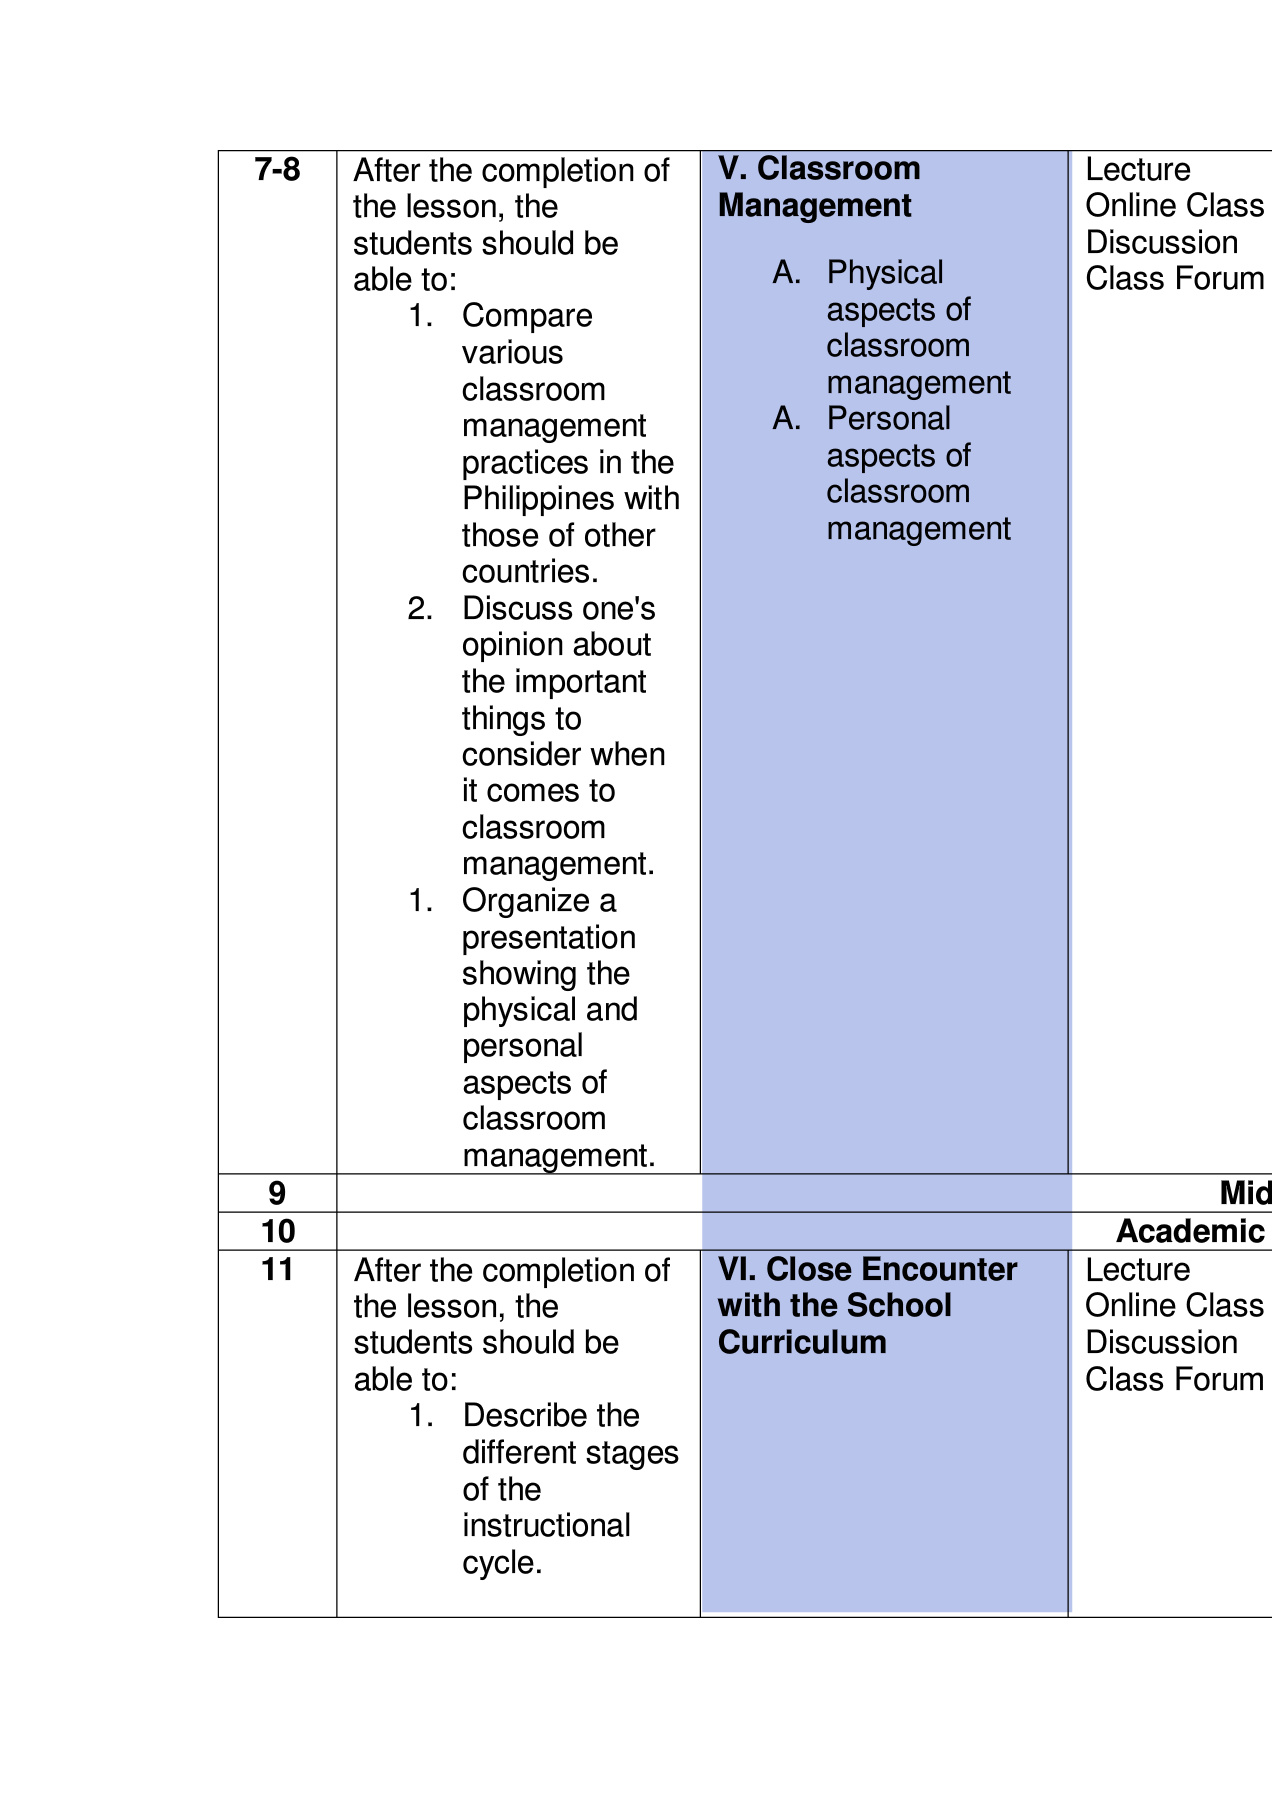 7-8
After the completion of
the lesson, the
students should be
able to:
1. Compare
various
classroom
management
practices in the
Philippines with
those of other
countries.
2. Discuss one's
opinion about
the important
things to
consider when
it comes to
classroom
management.
1. Organize a
presentation
showing the
physical and
personal
aspects of
classroom
management.
V. Classroom
Management
A. Physical
aspects of
classroom
management
A. Personal
aspects of
classroom
management
Lecture
Online Class
Discussion
Class Forum
9
Mid
10
Academic
11
After the completion of
the lesson, the
students should be
able to:
1. Describe the
different stages
of the
instructional
cycle.
VI. Close Encounter
with the School
Curriculum
Lecture
Online Class
Discussion
Class Forum